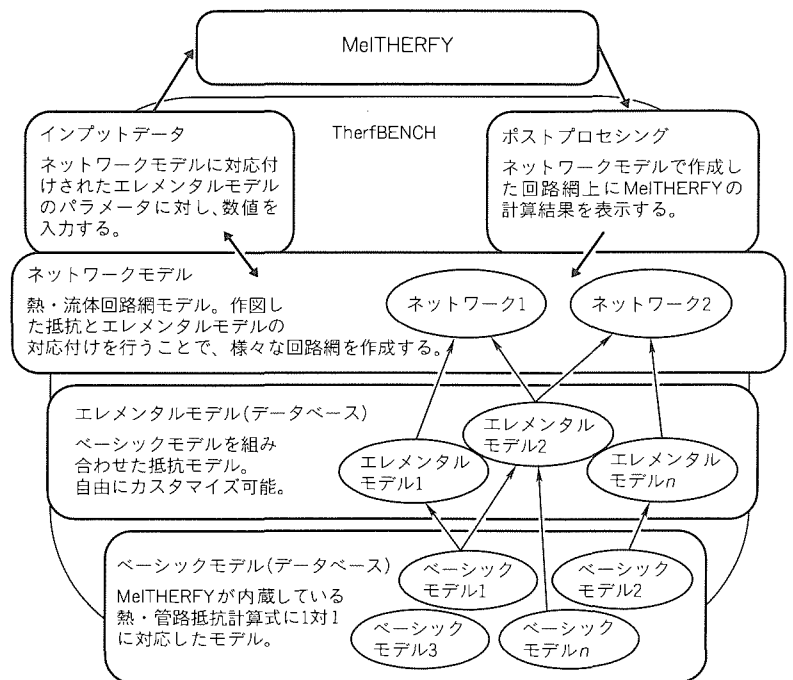 MelTHERFY
TherfBENCH
インプットデータ
ネットワークモデルに対応付
けされたエレメンタルモデル
のパラメータに対し、数値を
入力する。
ポストプロセシング
ネットワークモデルで作成し
た回路網上にMelTHERFYの
計算結果を表示する。
ネットワークモデル
熱・流体回路網モデル。作図し
た抵抗とエレメンタルモデルの
対応付けを行うことで、様々な回路網を作成する。
ネットワーク1
ネットワーク2
エレメンタルモデル(データベース)
ベーシックモデルを組み
合わせた抵抗モデル。
自由にカスタマイズ可能。
エレメンタル
モデル1
エレメンタル
モデル2
エレメンタル
モデルn
ベーシックモデル(データベース)
MelTHERFYが内蔵している
熱・管路抵抗計算式に1対1
に対応したモデル。
ベーシック
モデル1
ベーシック
モデル2
ベーシック
モデル3
ベーシック
モデルn